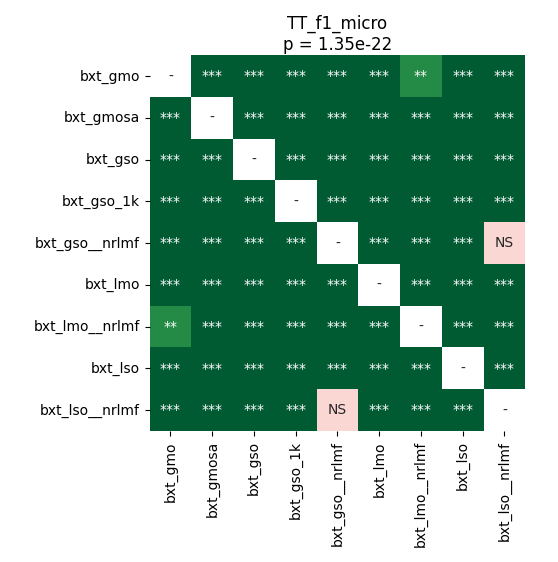 TT_f1_micro
p = 1.35e-22
bxt_gmo - *** *** *** *** *** ** *** ***
bxt_gmosa *** - *** *** *** *** *** *** ***
bxt_gso *** *** - *** *** *** *** *** ***
bxt_gso_1k *** *** *** - *** *** *** *** ***
bxt_gso__nrlmf *** *** *** *** - *** *** *** NS
bxt_lmo *** *** *** *** *** - *** *** ***
bxt_lmo__nrlmf ** *** *** *** *** *** - *** ***
bxt_lso *** *** *** *** *** *** *** - ***
bxt_lso__nrlmf *** *** *** *** NS *** *** *** -
bxt_gmo
bxt_gmosa
bxt_gso
bxt_gso_1k
bxt_gso__nrlmf
bxt_lmo
bxt_lmo__nrlmf
bxt_lso
bxt_lso__nrlmf